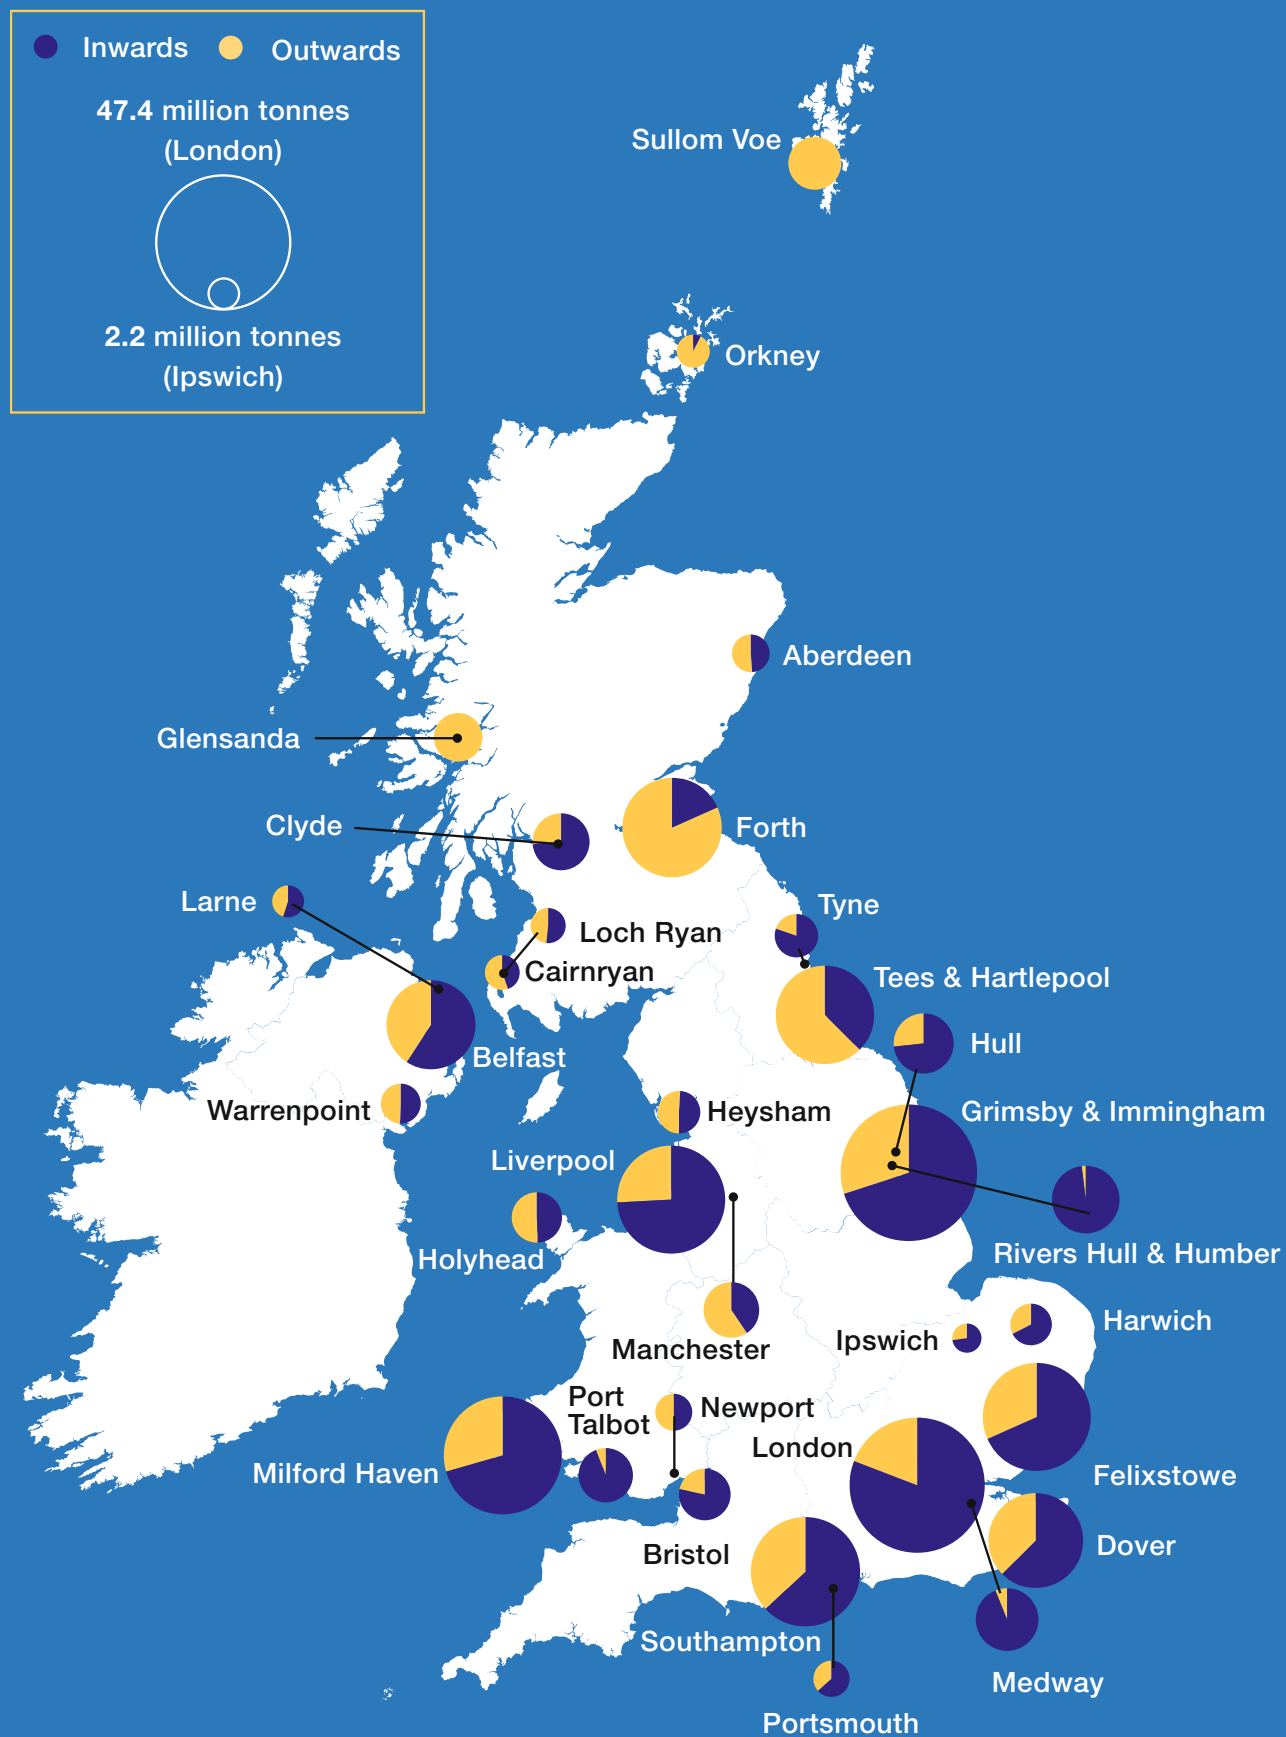 Inwards
Outwards
47.4 million tonnes
(London)
2.2 million tonnes
(Ipswich)
Sullom Voe
Orkney
Aberdeen
Glensanda
Clyde
Forth
Larne
Tyne
Loch Ryan
Cairnryan
Tees & Hartlepool
Hull
Belfast
Warrenpoint
Heysham
Grimsby & Immingham
Liverpool
Rivers Hull & Humber
Holyhead
Harwich
Ipswich
Manchester
Port
Talbot
Newport
London
Milford Haven
Felixstowe
Dover
Bristol
Southampton
Medway
Portsmouth